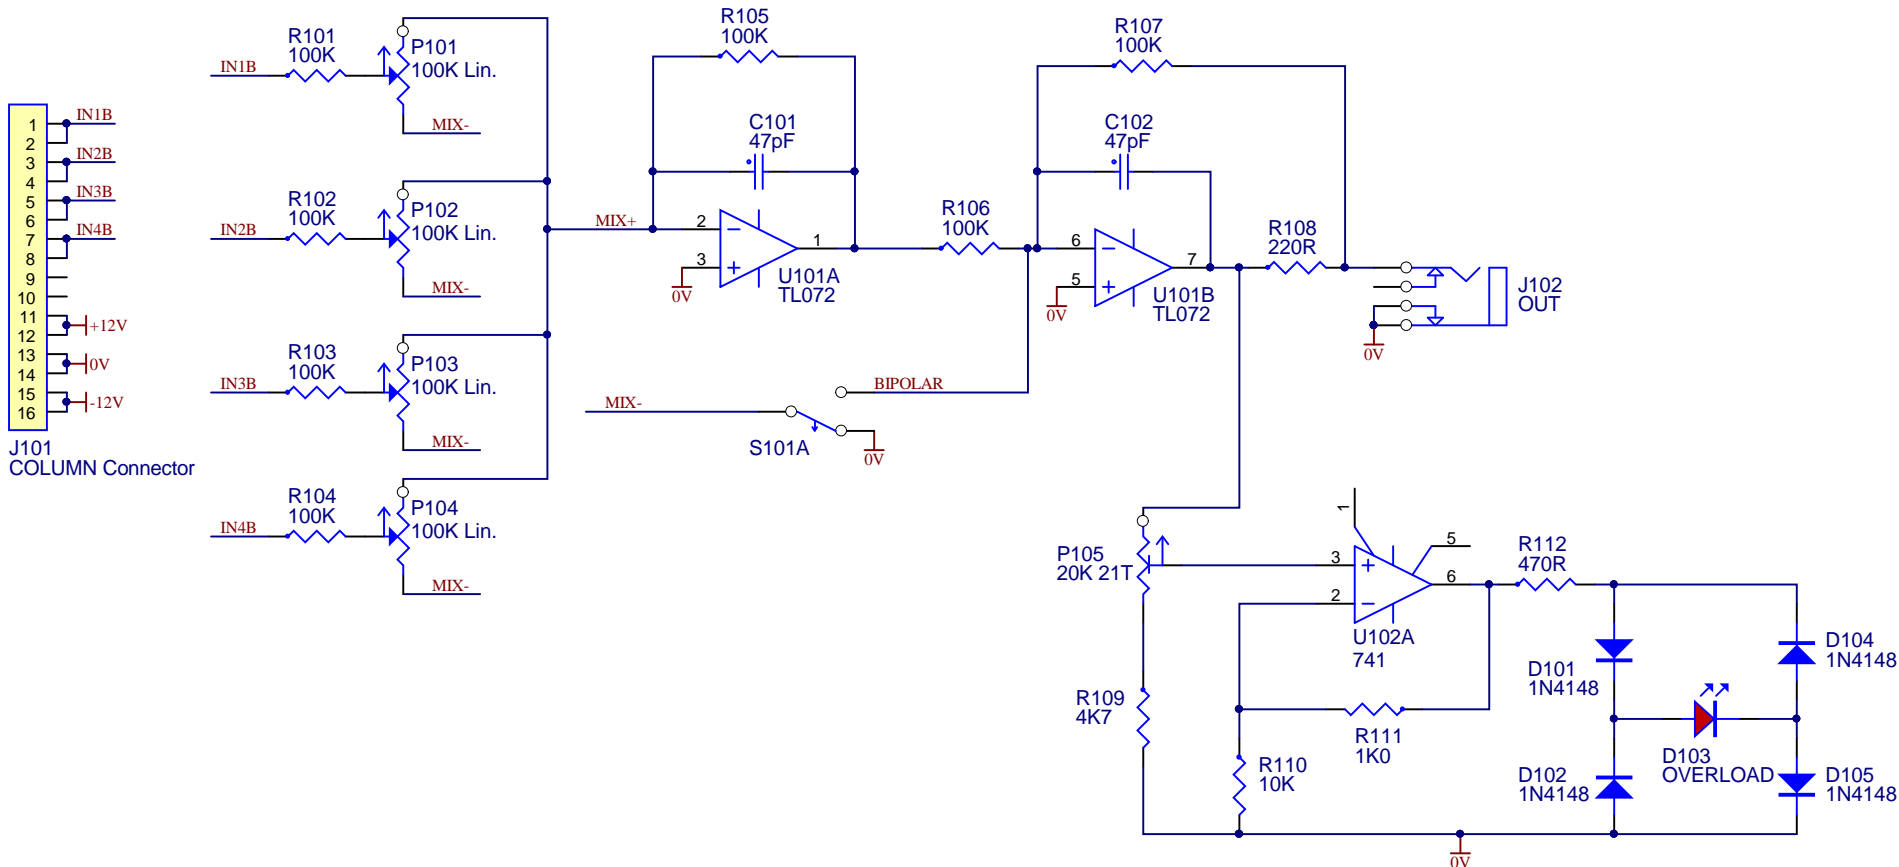 R101
100K
IN1B
P101
100K Lin.
MIX-
1
2
3
4
5
6
7
8
9
10
11
12
13
14
15
16
IN1B
IN2B
IN3B
IN4B
+12V
0V
-12V
J101
COLUMN Connector
R102
100K
IN2B
P102
100K Lin.
MIX-
R103
100K
IN3B
P103
100K Lin.
MIX-
R104
100K
IN4B
P104
100K Lin.
MIX-
MIX+
R105
100K
C101
47pF
2
3
1
0V
U101A
TL072
R106
100K
R107
100K
C102
47pF
6
5
7
0V
U101B
TL072
R108
220R
J102
OUT
0V
MIX-
BIPOLAR
S101A
0V
P105
20K 21T
R109
4K7
1
3
2
5
6
U102A
741
R112
470R
R111
1K0
R110
10K
D101
1N4148
D104
1N4148
D103
OVERLOAD
D102
1N4148
D105
1N4148
0V